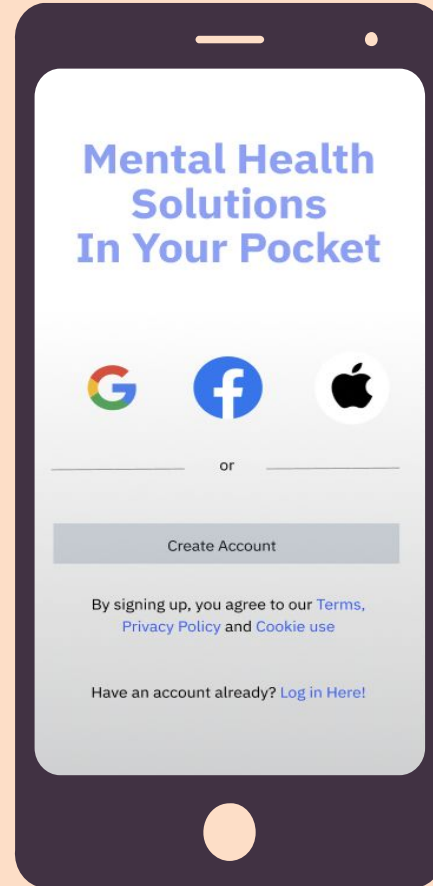 Mental Health
Solutions
In Your Pocket
or
Create Account
By signing up, you agree to our Terms,
Privacy Policy and Cookie use
Have an account already? Log in Here!